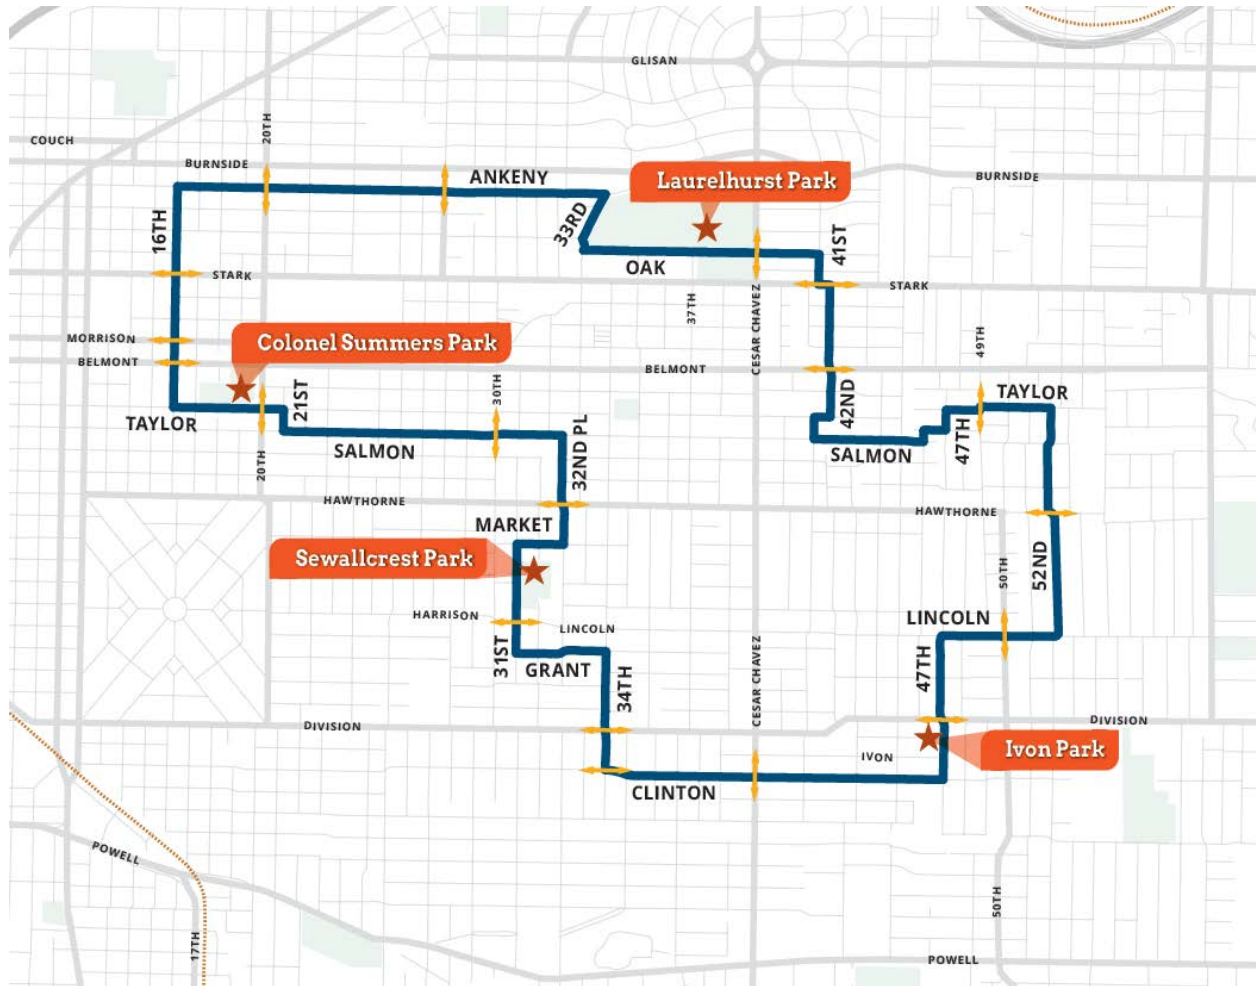 GLISAN
20TH
COUCH
BURNSIDE
ANKENY
Laurelhurst Park
BURNSIDE
16TH
33RD
41ST
OAK
STARK
STARK
37TH
CESAR CHAVEZ
MORRISON
Colonel Summers Park
49TH
BELMONT
BELMONT
30TH
21ST
42ND
TAYLOR
TAYLOR
20TH
SALMON
32ND PL
SALMON
47TH
HAWTHORNE
HAWTHORNE
MARKET
Sewallcrest Park
50TH
52ND
HARRISON
LINCOLN
LINCOLN
31ST
GRANT
34TH
CESAR CHAVEZ
47TH
DIVISION
DIVISION
IVON
Ivon Park
CLINTON
POWELL
50TH
17TH
POWELL